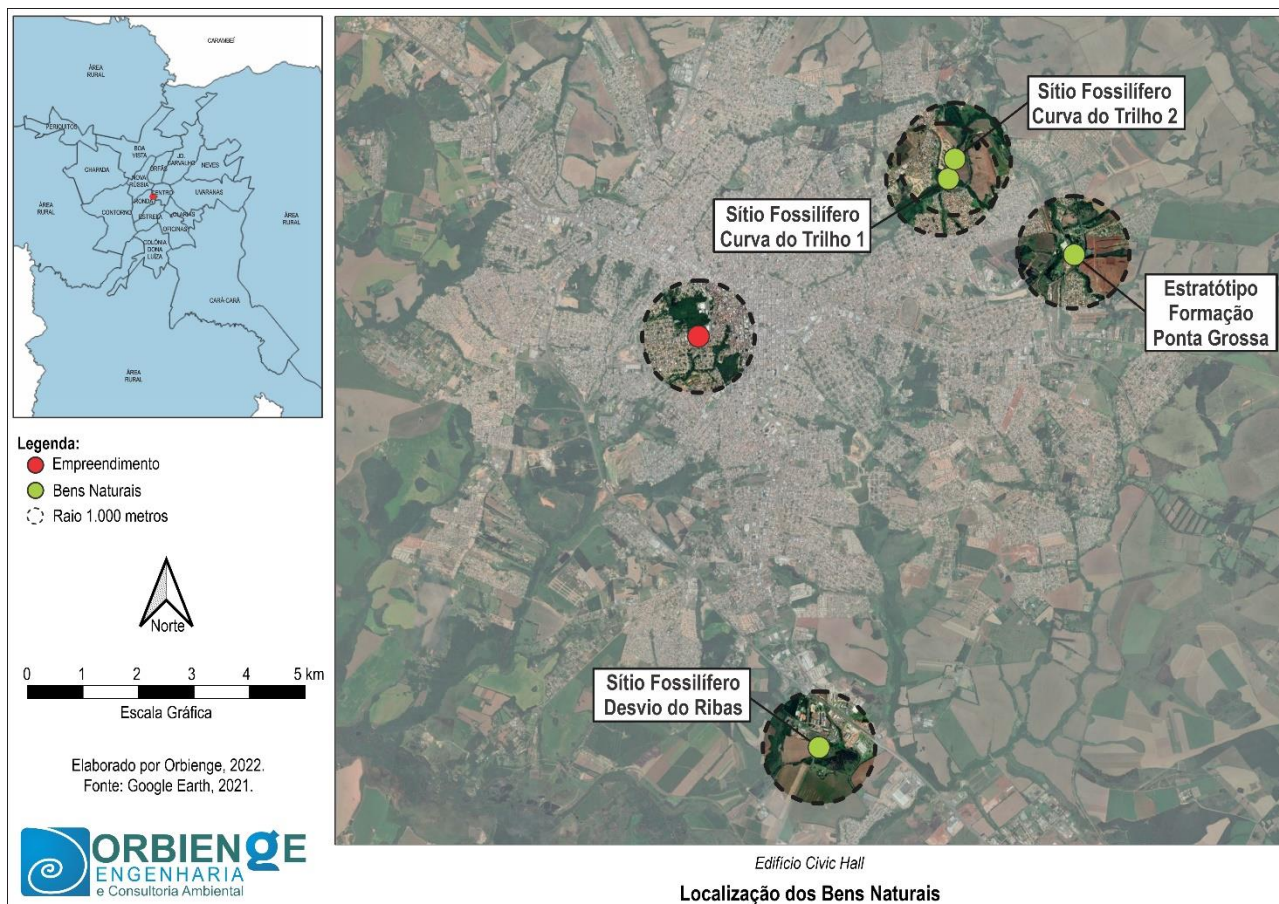 CARAMBEÍ
ÁREA
RURAL
PERIQUITOS
BOA
VISTA
JD.
CARVALHO
ÓRFÃS
NEVES
CHAPADA
NOVA
RÚSSIA
CENTRO
UVARANAS
RONDA
ÁREA
RURAL
CONTORNO
ESTRELA
OLARIAS
ÁREA
RURAL
OFICINAS
COLÔNIA
DONA
LUÍZA
CARÁ-CARÁ
ÁREA
RURAL
Legenda:
Empreendimento
Bens Naturais
Raio 1.000 metros
Norte
0 1 2 3 4 5 km
Escala Gráfica
Elaborado por Orbienge, 2022.
Fonte: Google Earth, 2021.
ORBIENGE
ENGENHARIA
e Consultoria Ambiental
Sítio Fossilífero
Curva do Trilho 2
Sítio Fossilífero
Curva do Trilho 1
Estratótipo
Formação
Ponta Grossa
Sítio Fossilífero
Desvio do Ribas
Edifício Civic Hall
Localização dos Bens Naturais